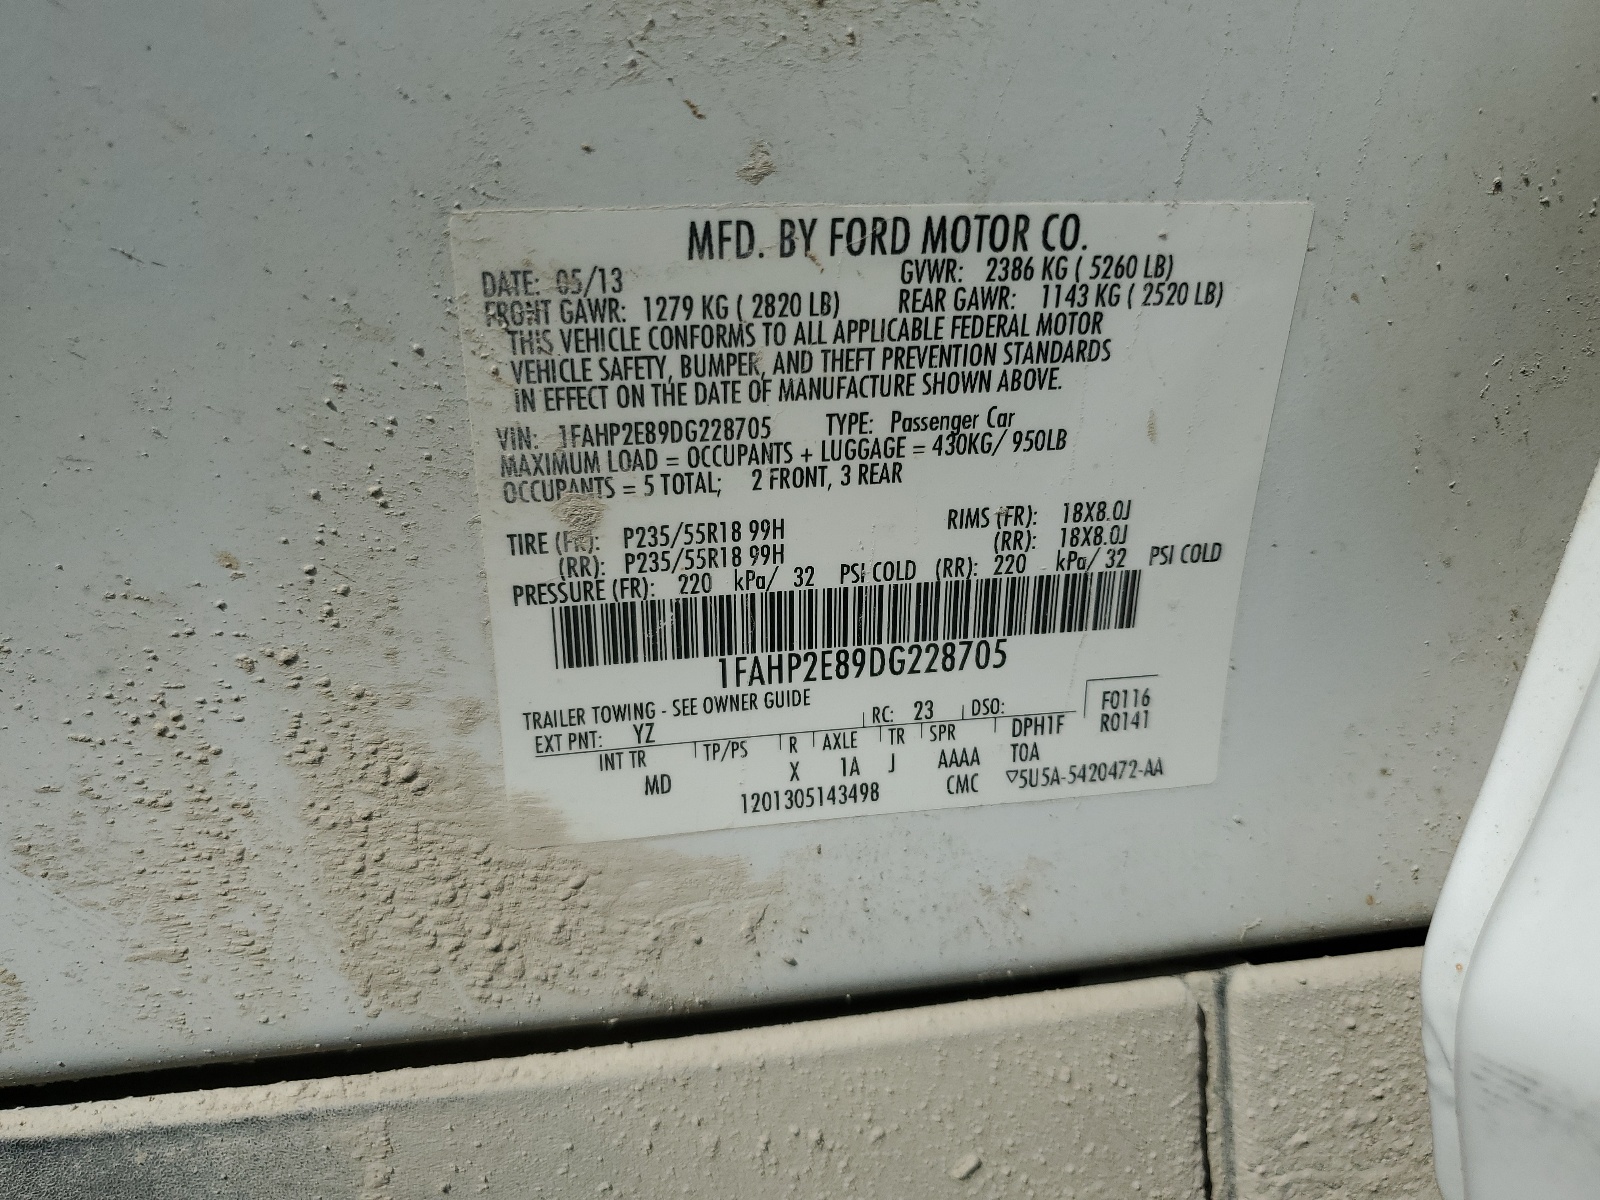 MFD. BY FORD MOTOR CO.
DATE: 05/13 GVWR: 2386 KG ( 5260 LB)
FRONT GAWR: 1279 KG ( 2820 LB) REAR GAWR: 1143 KG ( 2520 LB)
THIS VEHICLE CONFORMS TO ALL APPLICABLE FEDERAL MOTOR
VEHICLE SAFETY, BUMPER, AND THEFT PREVENTION STANDARDS
IN EFFECT ON THE DATE OF MANUFACTURE SHOWN ABOVE.
VIN: 1FAHP2E89DG228705 TYPE: Passenger Car
MAXIMUM LOAD = OCCUPANTS + LUGGAGE = 430KG/ 950LB
OCCUPANTS = 5 TOTAL; 2 FRONT, 3 REAR
TIRE (FR): P235/55R18 99H RIMS (FR): 18X8.0J
(RR): P235/55R18 99H (RR): 18X8.0J
PRESSURE (FR): 220 kPa/ 32 PSI COLD (RR): 220 kPa/ 32 PSI COLD
1FAHP2E89DG228705
TRAILER TOWING - SEE OWNER GUIDE
EXT PNT: YZ RC: 23 DSO: F0116
R0141
INT TR TP/PS R AXLE TR SPR DPH1F
MD X 1A J AAAA TOA
1201305143498 CMC ▽5U5A-5420472-AA